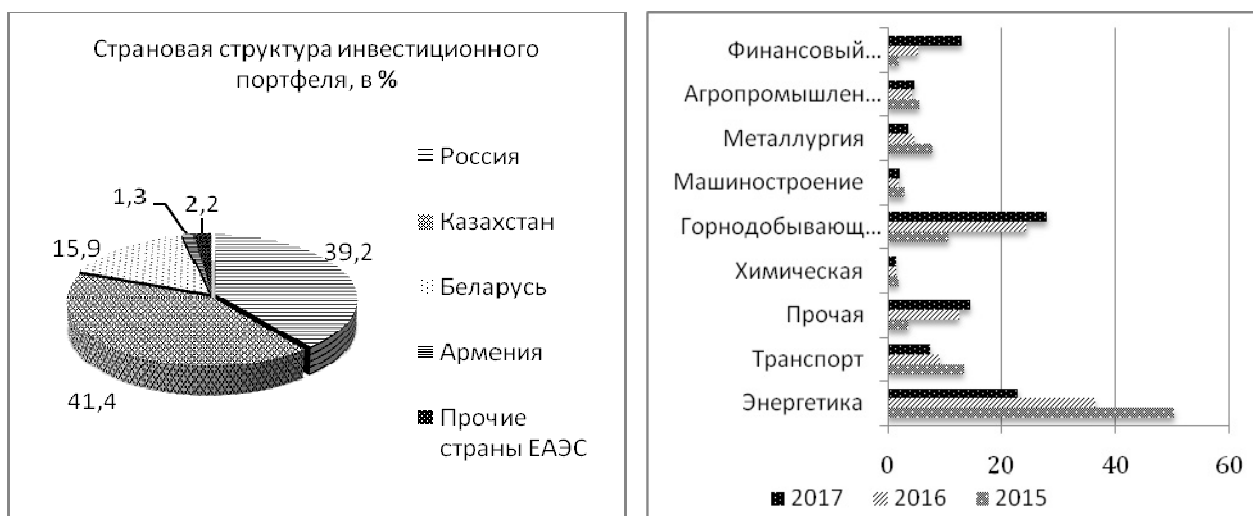 Страновая структура инвестиционного
портфеля, в %
1,3
2,2
15,9
39,2
41,4
Россия
Казахстан
Беларусь
Армения
Прочие
страны ЕАЭС
Финансовый...
Агропромышлен...
Металлургия
Машиностроение
Горнодобывающ...
Химическая
Прочая
Транспорт
Энергетика
0 20 40 60
2017 2016 2015